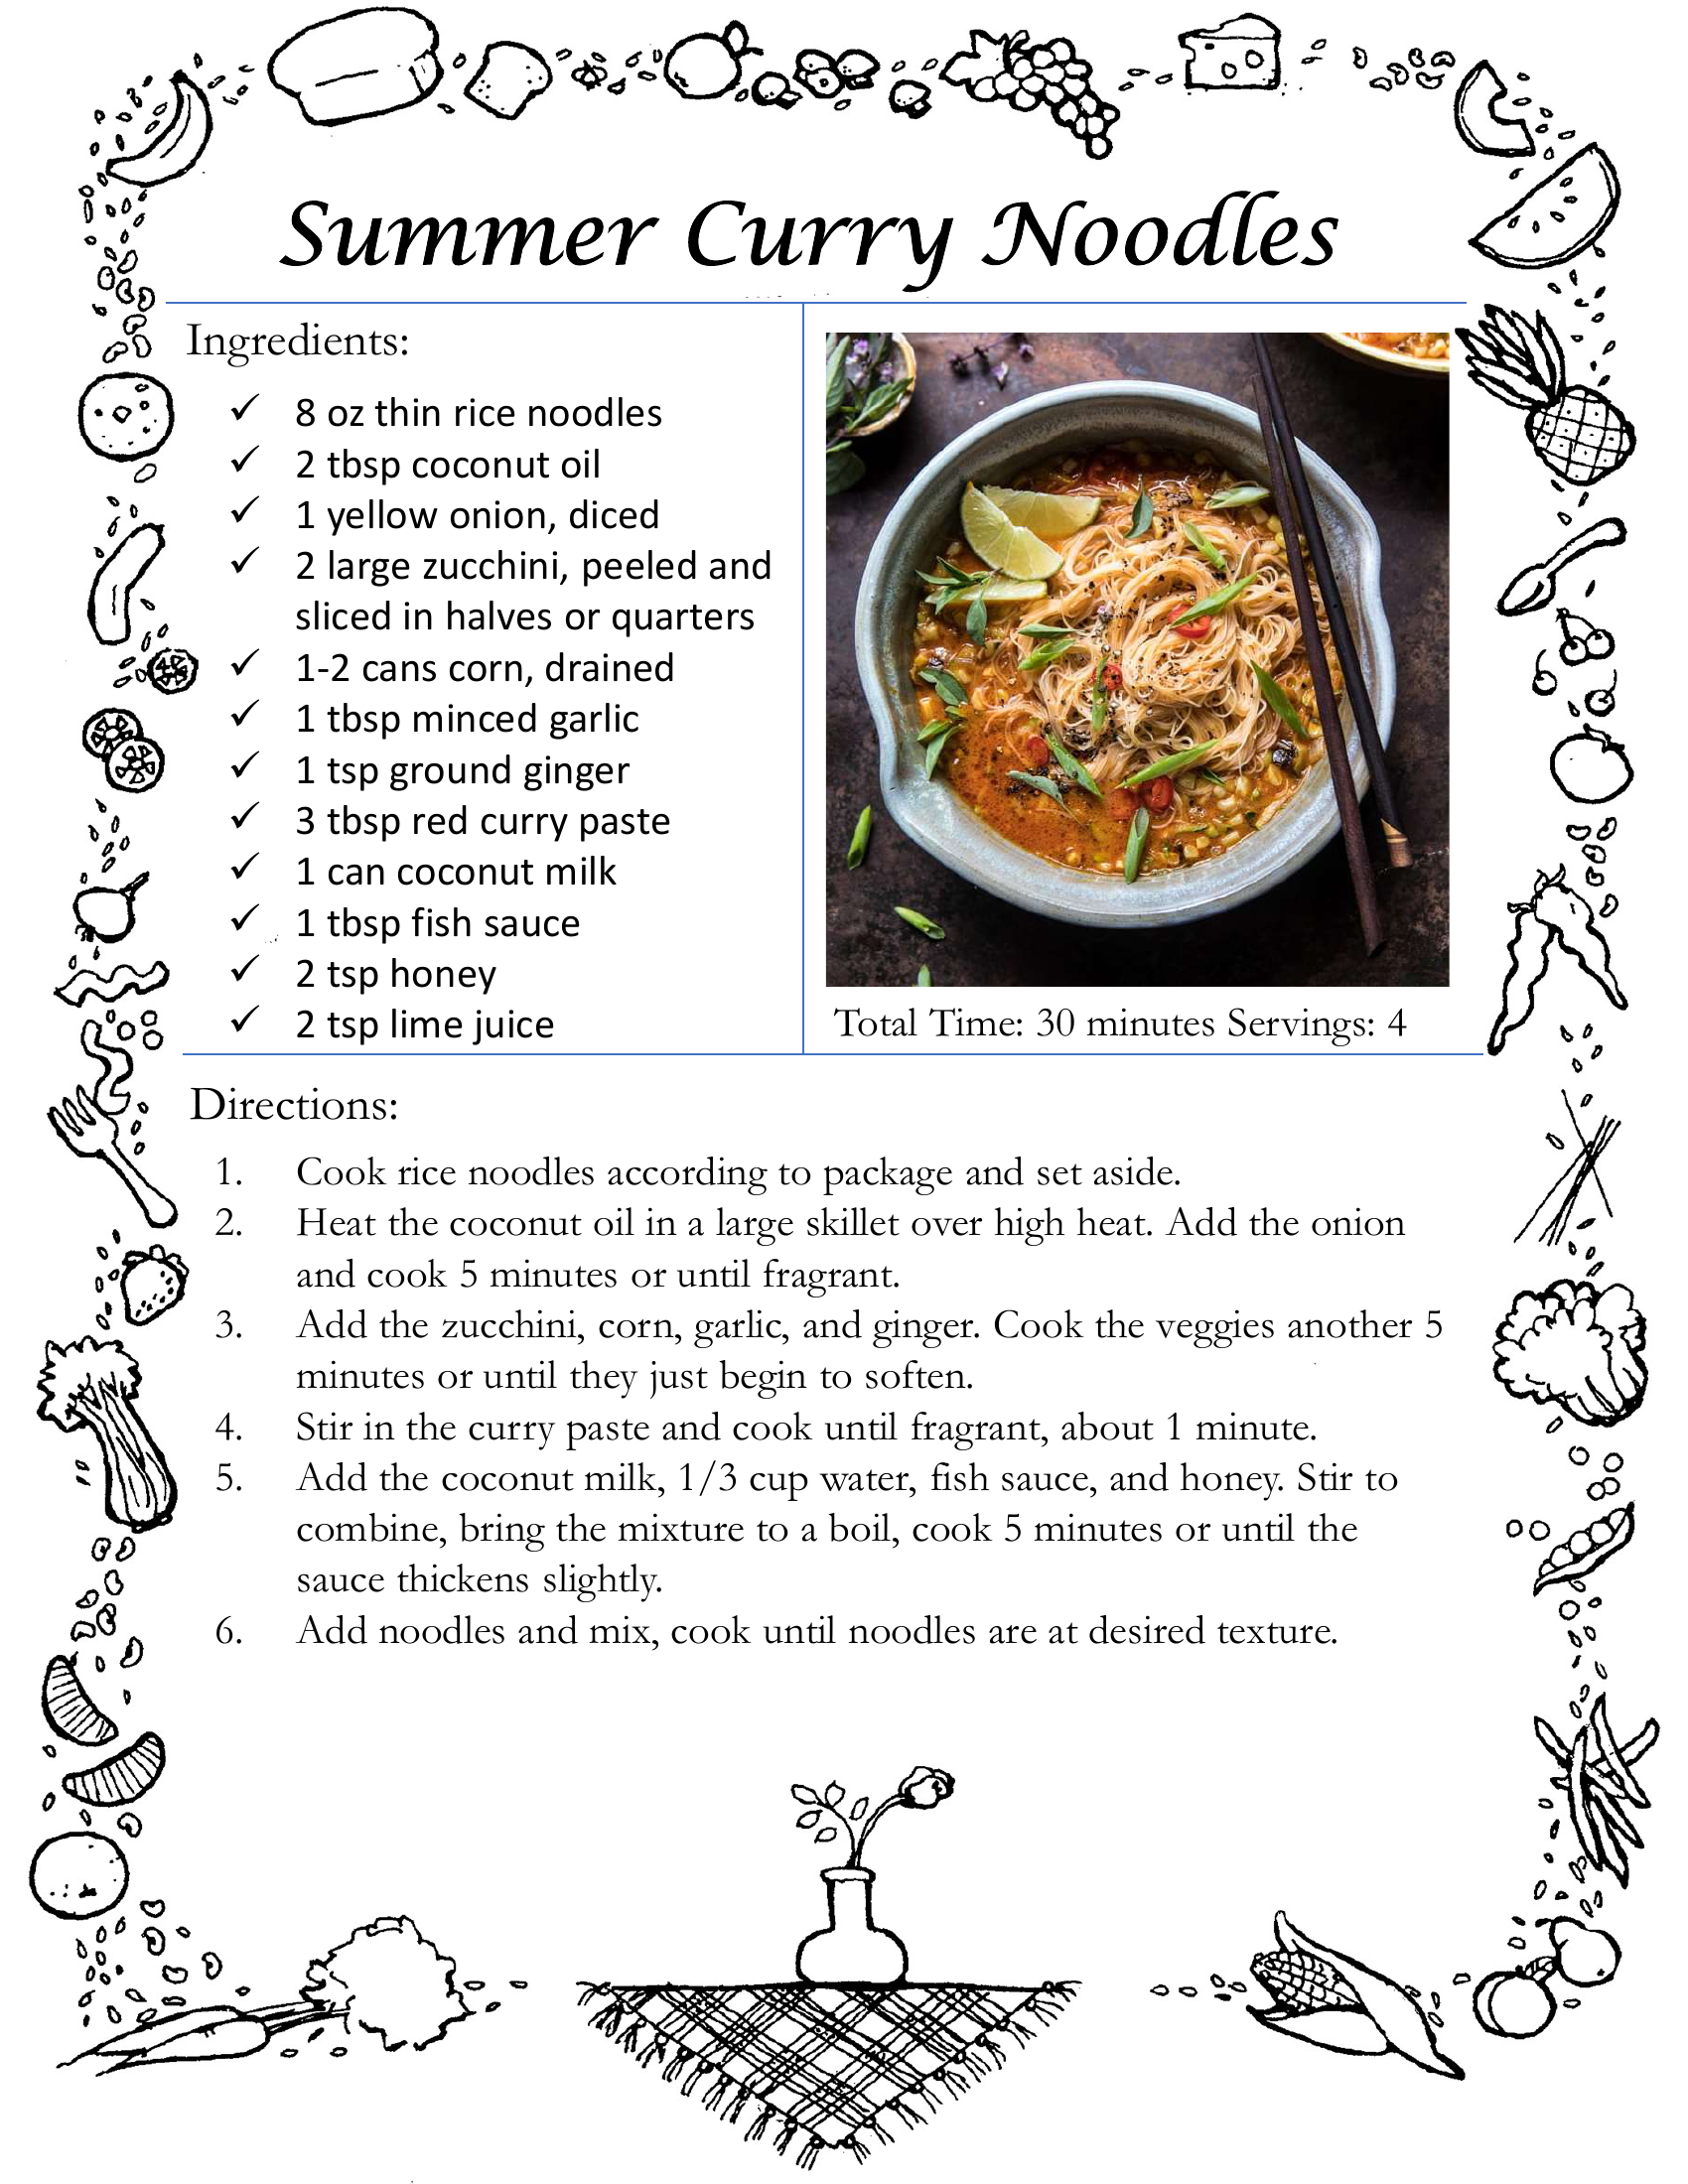 Summer Curry Noodles
Ingredients:
✓ 8 oz thin rice noodles
✓ 2 tbsp coconut oil
✓ 1 yellow onion, diced
✓ 2 large zucchini, peeled and
sliced in halves or quarters
✓ 1-2 cans corn, drained
✓ 1 tbsp minced garlic
✓ 1 tsp ground ginger
✓ 3 tbsp red curry paste
✓ 1 can coconut milk
✓ 1 tbsp fish sauce
✓ 2 tsp honey
✓ 2 tsp lime juice
Total Time: 30 minutes Servings: 4
Directions:
1. Cook rice noodles according to package and set aside.
2. Heat the coconut oil in a large skillet over high heat. Add the onion
and cook 5 minutes or until fragrant.
3. Add the zucchini, corn, garlic, and ginger. Cook the veggies another 5
minutes or until they just begin to soften.
4. Stir in the curry paste and cook until fragrant, about 1 minute.
5. Add the coconut milk, 1/3 cup water, fish sauce, and honey. Stir to
combine, bring the mixture to a boil, cook 5 minutes or until the
sauce thickens slightly.
6. Add noodles and mix, cook until noodles are at desired texture.